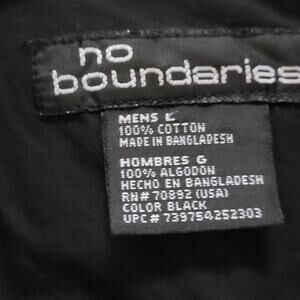 no
boundaries
MENS L
100% COTTON
MADE IN BANGLADESH
HOMBRES G
100% ALGODON
HECHO EN BANGLADESH
RN# 70892 (USA)
COLOR BLACK
UPC# 739754252303